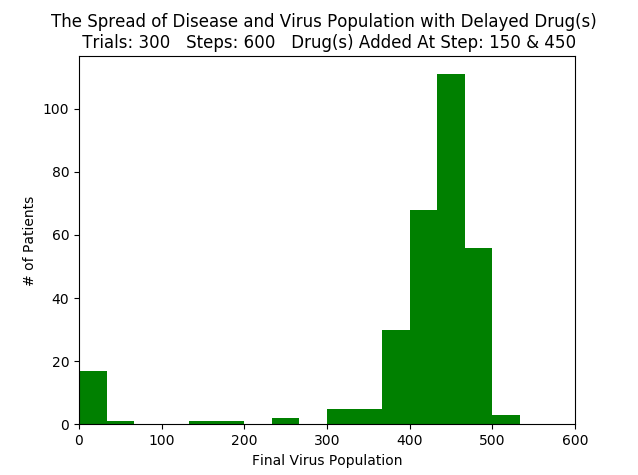 The Spread of Disease and Virus Population with Delayed Drug(s)
Trials: 300 Steps: 600 Drug(s) Added At Step: 150 & 450
100
80
60
40
20
0
# of Patients
0 100 200 300 400 500 600
Final Virus Population